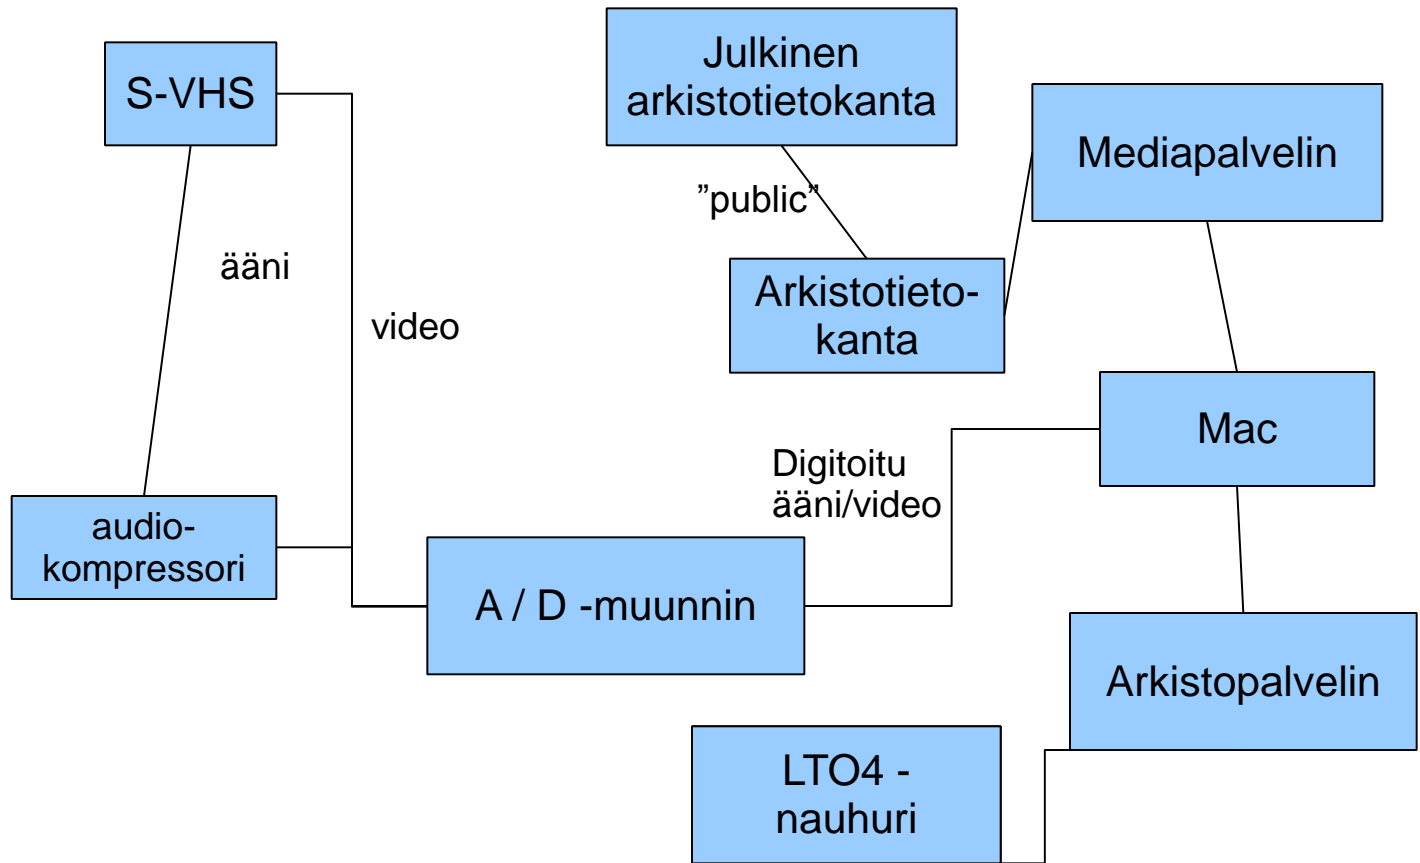 S-VHS
Julkinen
arkistotietokanta
Mediapalvelin
”public”
ääni
Arkistotieto-
kanta
video
Mac
Digitoitu
ääni/video
audio-
kompressori
A / D -muunnin
Arkistopalvelin
LTO4 -
nauhuri